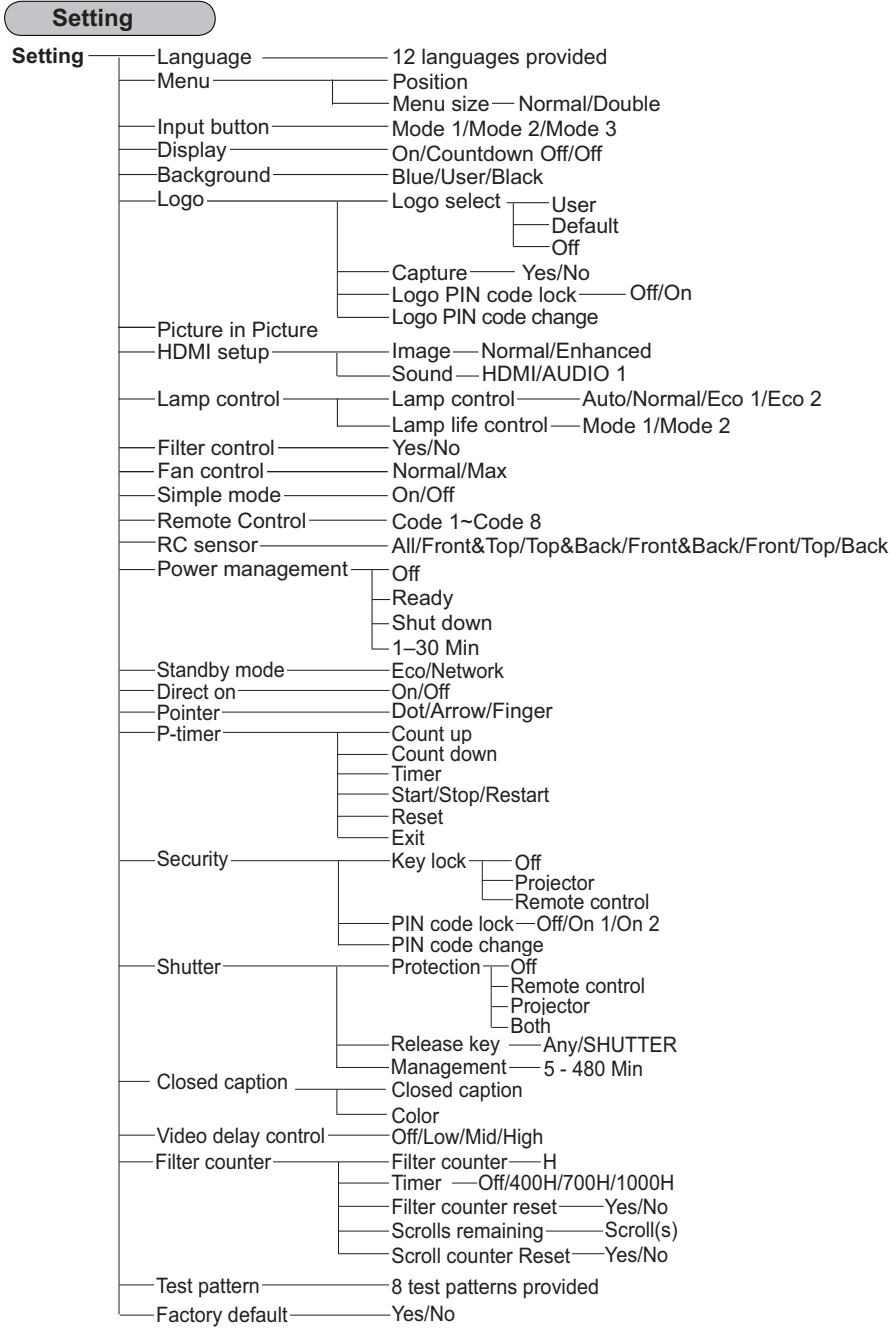 Setting
Setting Language 12 languages provided
Menu Position
Menu size Normal/Double
Input button Mode 1/Mode 2/Mode 3
Display On/Countdown Off/Off
Background Blue/User/Black
Logo Logo select User
Default
Off
Capture Yes/No
Logo PIN code lock Off/On
Logo PIN code change
Picture in Picture
HDMI setup Image Normal/Enhanced
Sound HDMI/AUDIO 1
Lamp control Lamp control Auto/Normal/Eco 1/Eco 2
Lamp life control Mode 1/Mode 2
Filter control Yes/No
Fan control Normal/Max
Simple mode On/Off
Remote Control Code 1~Code 8
RC sensor All/Front&Top/Top&Back/Front&Back/Front/Top/Back
Power management Off
Ready
Shut down
1–30 Min
Standby mode Eco/Network
Direct on On/Off
Pointer Dot/Arrow/Finger
P-timer Count up
Count down
Timer
Start/Stop/Restart
Reset
Exit
Security Key lock Off
Projector
Remote control
PIN code lock Off/On 1/On 2
PIN code change
Shutter Protection Off
Remote control
Projector
Both
Release key Any/SHUTTER
Management 5 - 480 Min
Closed caption Closed caption
Color
Video delay control Off/Low/Mid/High
Filter counter Filter counter H
Timer Off/400H/700H/1000H
Filter counter reset Yes/No
Scrolls remaining Scroll(s)
Scroll counter Reset Yes/No
Test pattern 8 test patterns provided
Factory default Yes/No